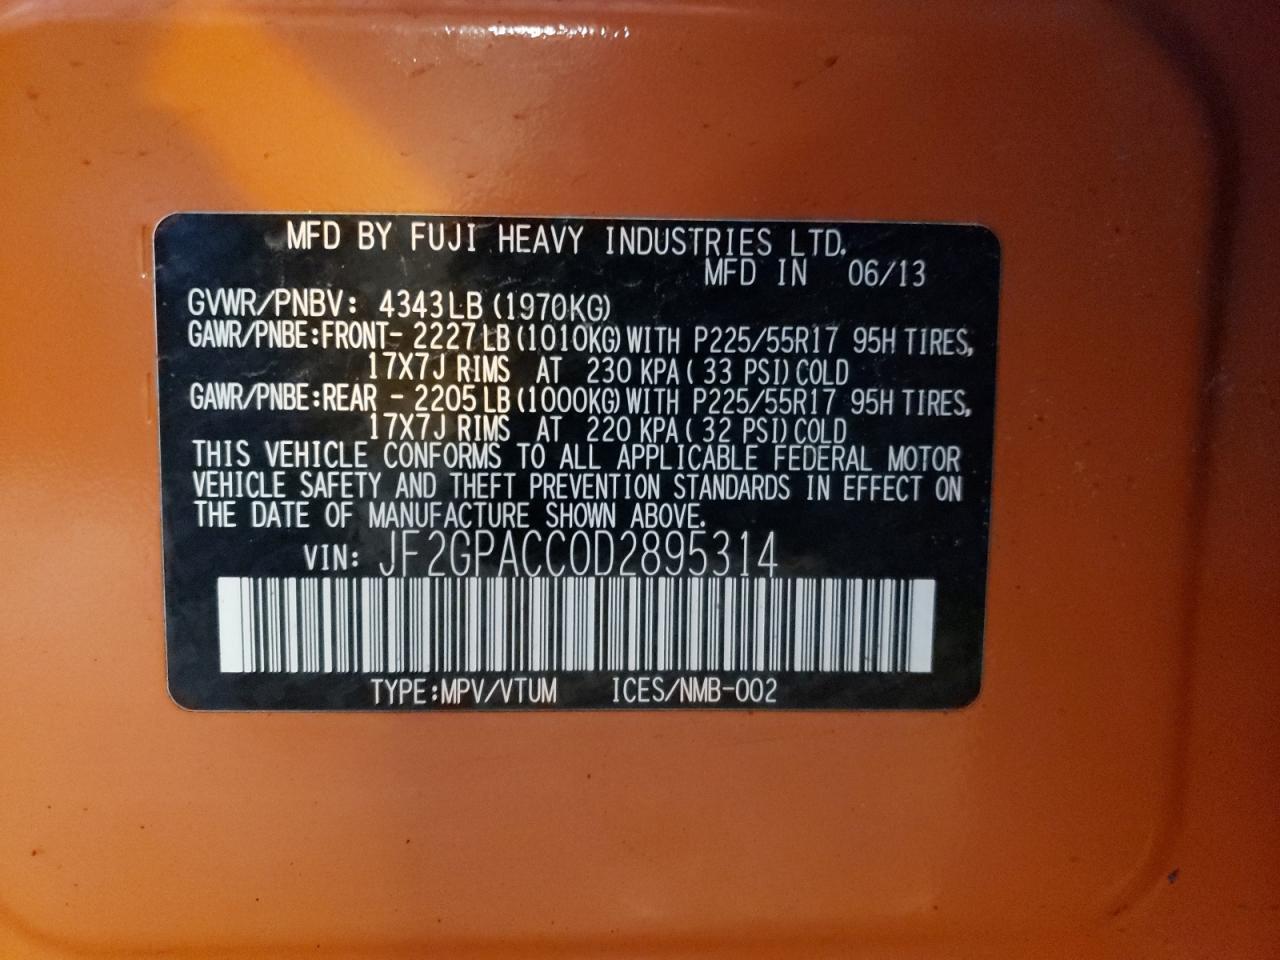 MFD BY FUJI HEAVY INDUSTRIES LTD.
MFD IN 06/13
GVWR/PNBV: 4343LB (1970KG)
GAWR/PNBE:FRONT- 2227LB (1010KG) WITH P225/55R17 95H TIRES,
17X7J RIMS AT 230 KPA( 33 PSI) COLD
GAWR/PNBE:REAR - 2205LB (1000KG) WITH P225/55R17 95H TIRES,
17X7J RIMS AT 220 KPA( 32 PSI) COLD
THIS VEHICLE CONFORMS TO ALL APPLICABLE FEDERAL MOTOR
VEHICLE SAFETY AND THEFT PREVENTION STANDARDS IN EFFECT ON
THE DATE OF MANUFACTURE SHOWN ABOVE.
VIN: JF2GPACC0D2895314
TYPE:MPV/VTUM ICES/NMB-002